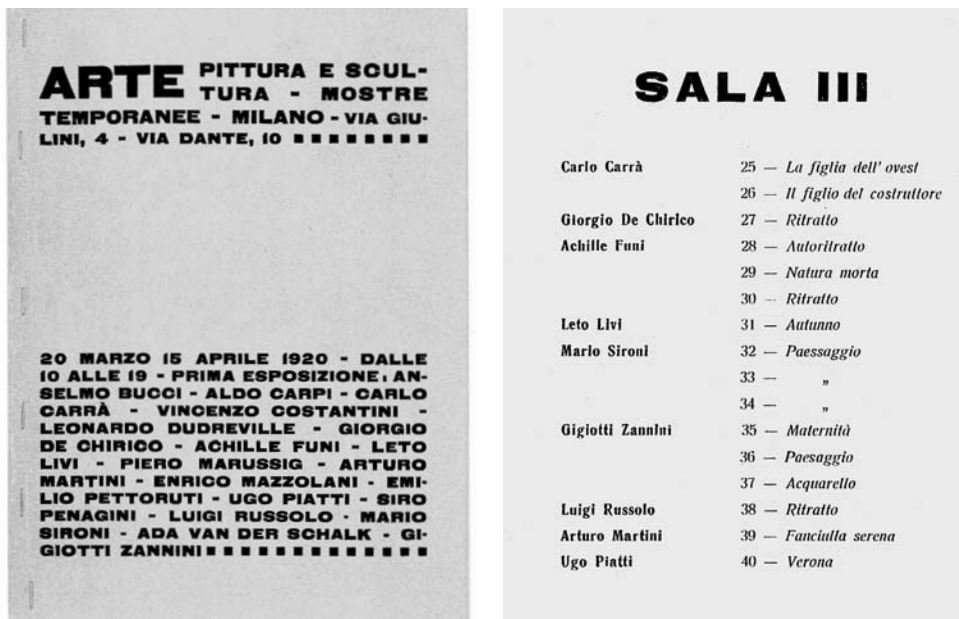 ARTE PITTURA E SCUL-
TURA - MOSTRE
TEMPORANEE - MILANO - VIA GIU-
LINI, 4 - VIA DANTE, 10
20 MARZO 15 APRILE 1920 - DALLE
10 ALLE 19 - PRIMA ESPOSIZIONE: AN-
SELMO BUCCI - ALDO CARPI - CARLO
CARRÀ - VINCENZO COSTANTINI -
LEONARDO DUDREVILLE - GIORGIO
DE CHIRICO - ACHILLE FUNI - LETO
LIVI - PIERO MARUSSIG - ARTURO
MARTINI - ENRICO MAZZOLANI - EMI-
LIO PETTORUTI - UGO PIATTI - SIRO
PENAGINI - LUIGI RUSSOLO - MARIO
SIRONI - ADA VAN DER SCHALK - GI-
GIOTTI ZANNINI
SALA III
Carlo Carrà 25 — La figlia dell' ovest
26 — Il figlio del costruttore
Giorgio De Chirico 27 — Ritratto
Achille Funi 28 — Autoritratto
29 — Natura morta
30 — Ritratto
Leto Livi 31 — Autunno
Mario Sironi 32 — Paessaggio
33 — „
34 — „
Gigiotti Zannini 35 — Maternità
36 — Paesaggio
37 — Acquarello
Luigi Russolo 38 — Ritratto
Arturo Martini 39 — Fanciulla serena
Ugo Piatti 40 — Verona